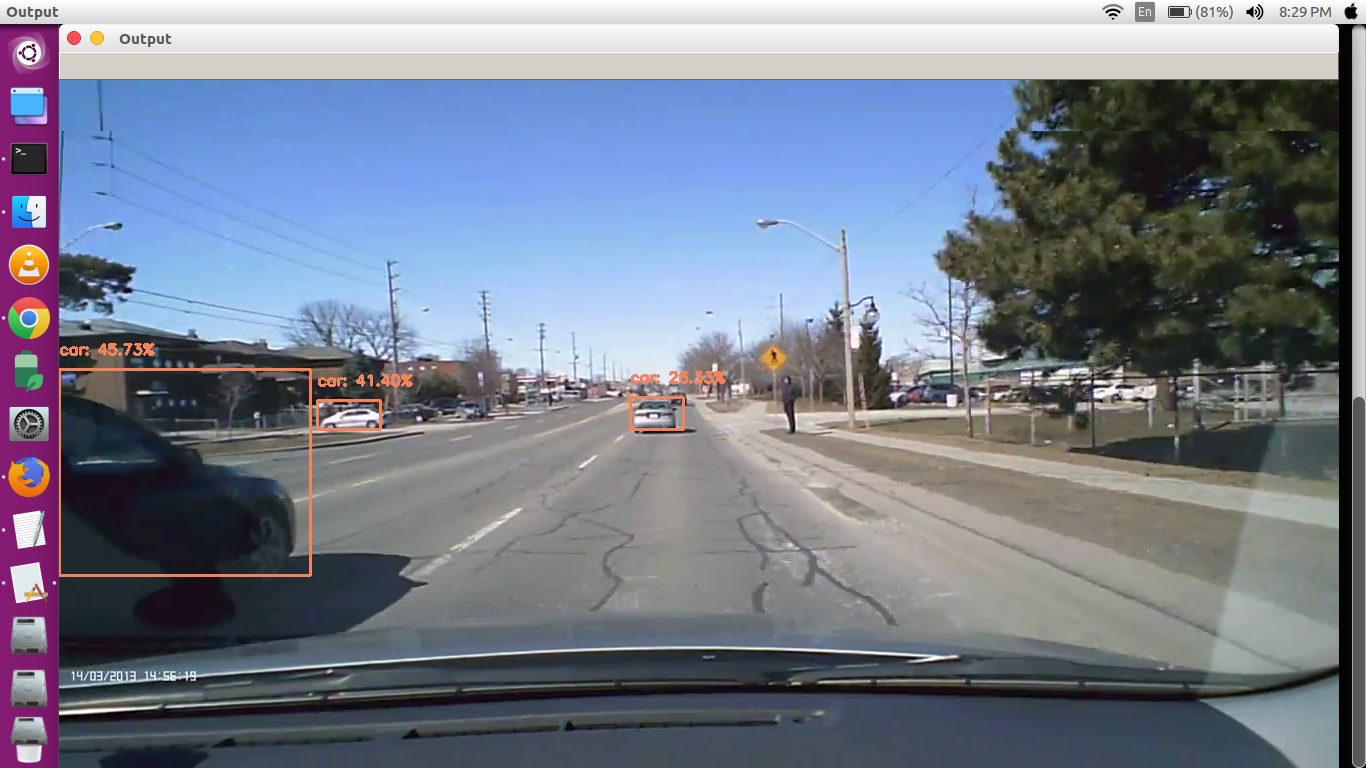 Output
En
(81%)
8:29 PM
Output
car: 45.73%
car: 41.40%
car: 26.33%
14/03/2013 14:56:19